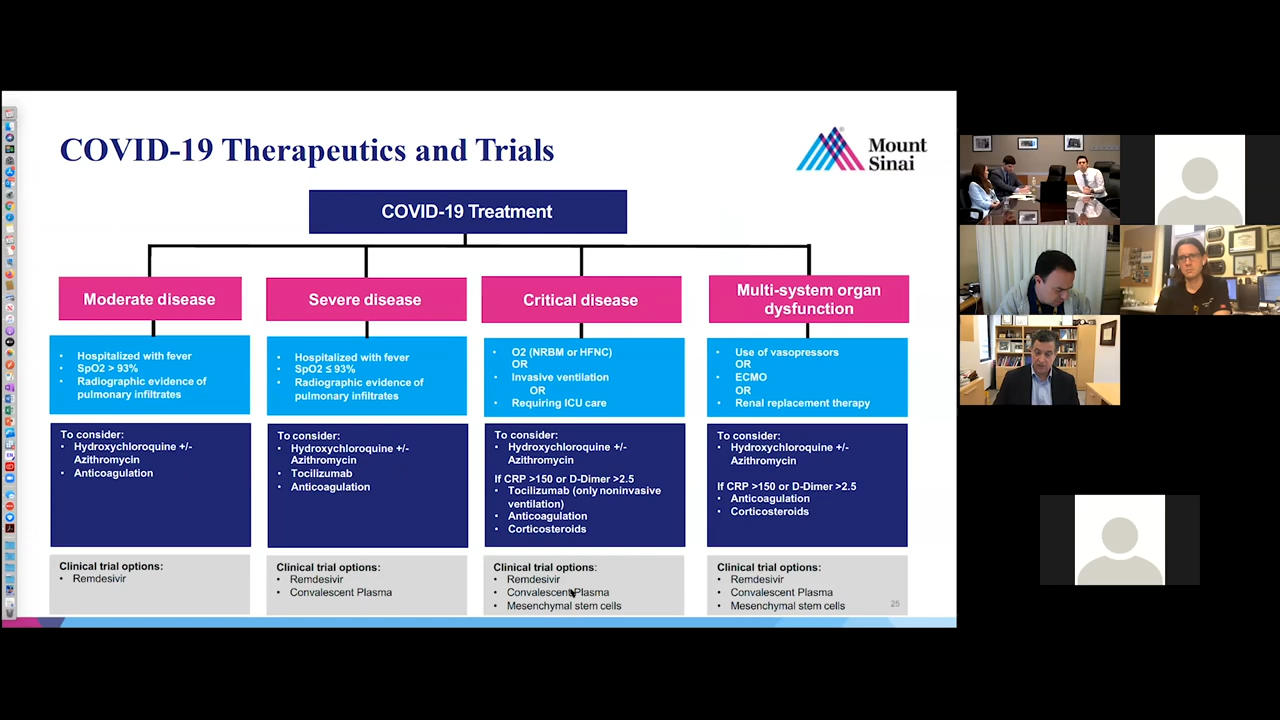 COVID-19 Therapeutics and Trials
Mount
Sinai
COVID-19 Treatment
Moderate disease
• Hospitalized with fever
• SpO2 > 93%
• Radiographic evidence of
pulmonary infiltrates
To consider:
• Hydroxychloroquine +/-
Azithromycin
• Anticoagulation
Clinical trial options:
• Remdesivir
Severe disease
• Hospitalized with fever
• SpO2 ≤ 93%
• Radiographic evidence of
pulmonary infiltrates
To consider:
• Hydroxychloroquine +/-
Azithromycin
• Tocilizumab
• Anticoagulation
Clinical trial options:
• Remdesivir
• Convalescent Plasma
Critical disease
• O2 (NRBM or HFNC)
OR
• Invasive ventilation
OR
• Requiring ICU care
To consider:
• Hydroxychloroquine +/-
Azithromycin
If CRP >150 or D-Dimer >2.5
• Tocilizumab (only noninvasive
ventilation)
• Anticoagulation
• Corticosteroids
Clinical trial options:
• Remdesivir
• Convalescent Plasma
• Mesenchymal stem cells
Multi-system organ
dysfunction
• Use of vasopressors
OR
• ECMO
OR
• Renal replacement therapy
To consider:
• Hydroxychloroquine +/-
Azithromycin
If CRP >150 or D-Dimer >2.5
• Anticoagulation
• Corticosteroids
Clinical trial options:
• Remdesivir
• Convalescent Plasma
• Mesenchymal stem cells
25